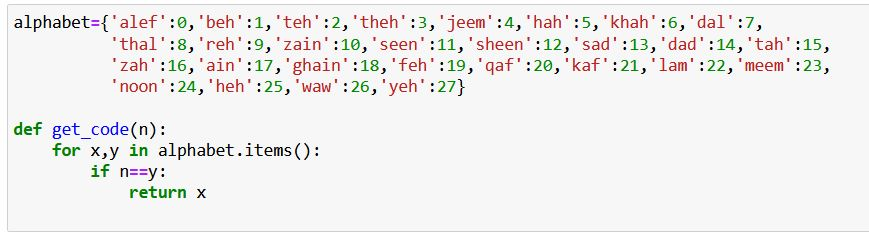 alphabet={'alef':0,'beh':1,'teh':2,'theh':3,'jeem':4,'hah':5,'khah':6,'dal':7,
'thal':8,'reh':9,'zain':10,'seen':11,'sheen':12,'sad':13,'dad':14,'tah':15,
'zah':16,'ain':17,'ghain':18,'feh':19,'qaf':20,'kaf':21,'lam':22,'meem':23,
'noon':24,'heh':25,'waw':26,'yeh':27}
def get_code(n):
for x,y in alphabet.items():
if n==y:
return x